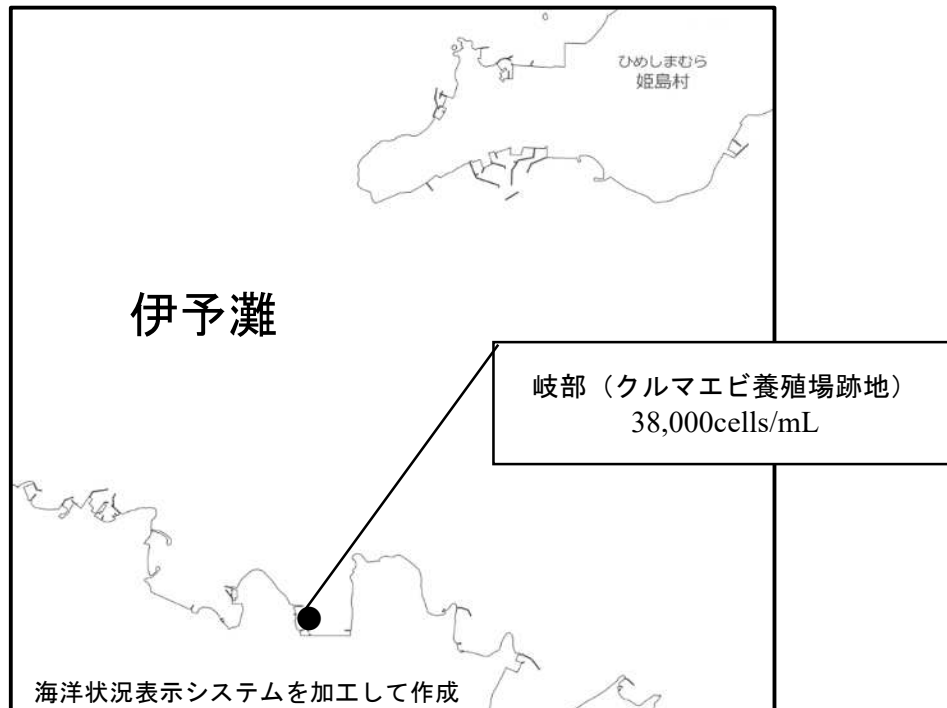 ひめしまむら
姫島村
伊予灘
岐部（クルマエビ養殖場跡地）
38,000cells/mL
海洋状況表示システムを加工して作成